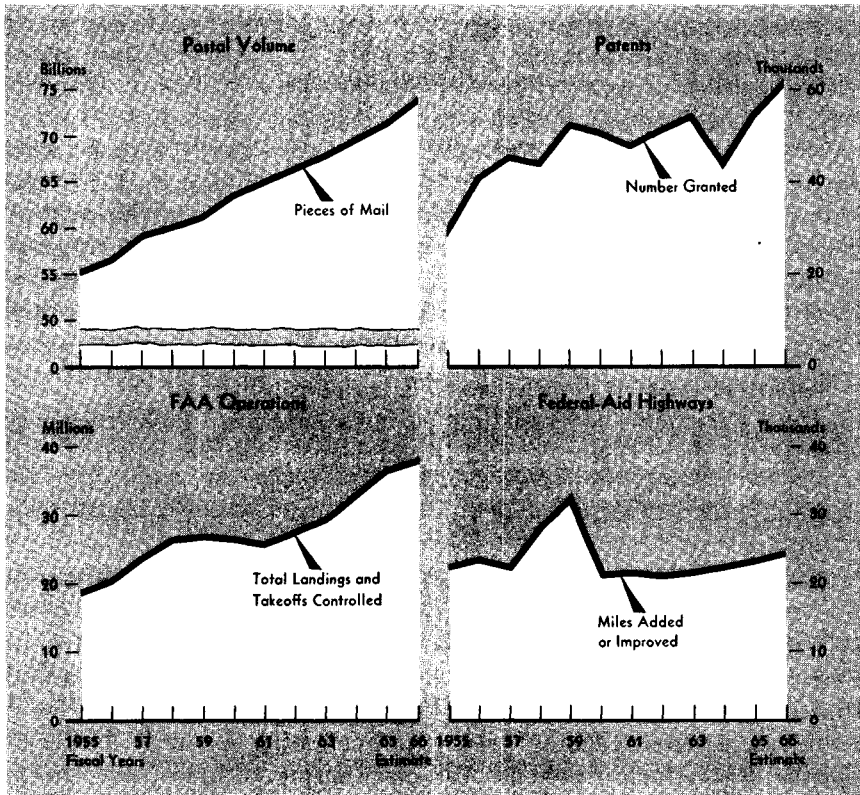 Postal Volume
Billions
75
70
65
60
55
50
0
Pieces of Mail
Patents
Thousands
60
40
20
0
Number Granted
FAA Operations
Millions
40
30
20
10
0
Total Landings and
Takeoffs Controlled
1955 57 59 61 63 65 66
Fiscal Years Estimate
Federal-Aid Highways
Thousands
40
30
20
10
0
Miles Added
or Improved
1955 57 59 61 63 65 66
Estimate